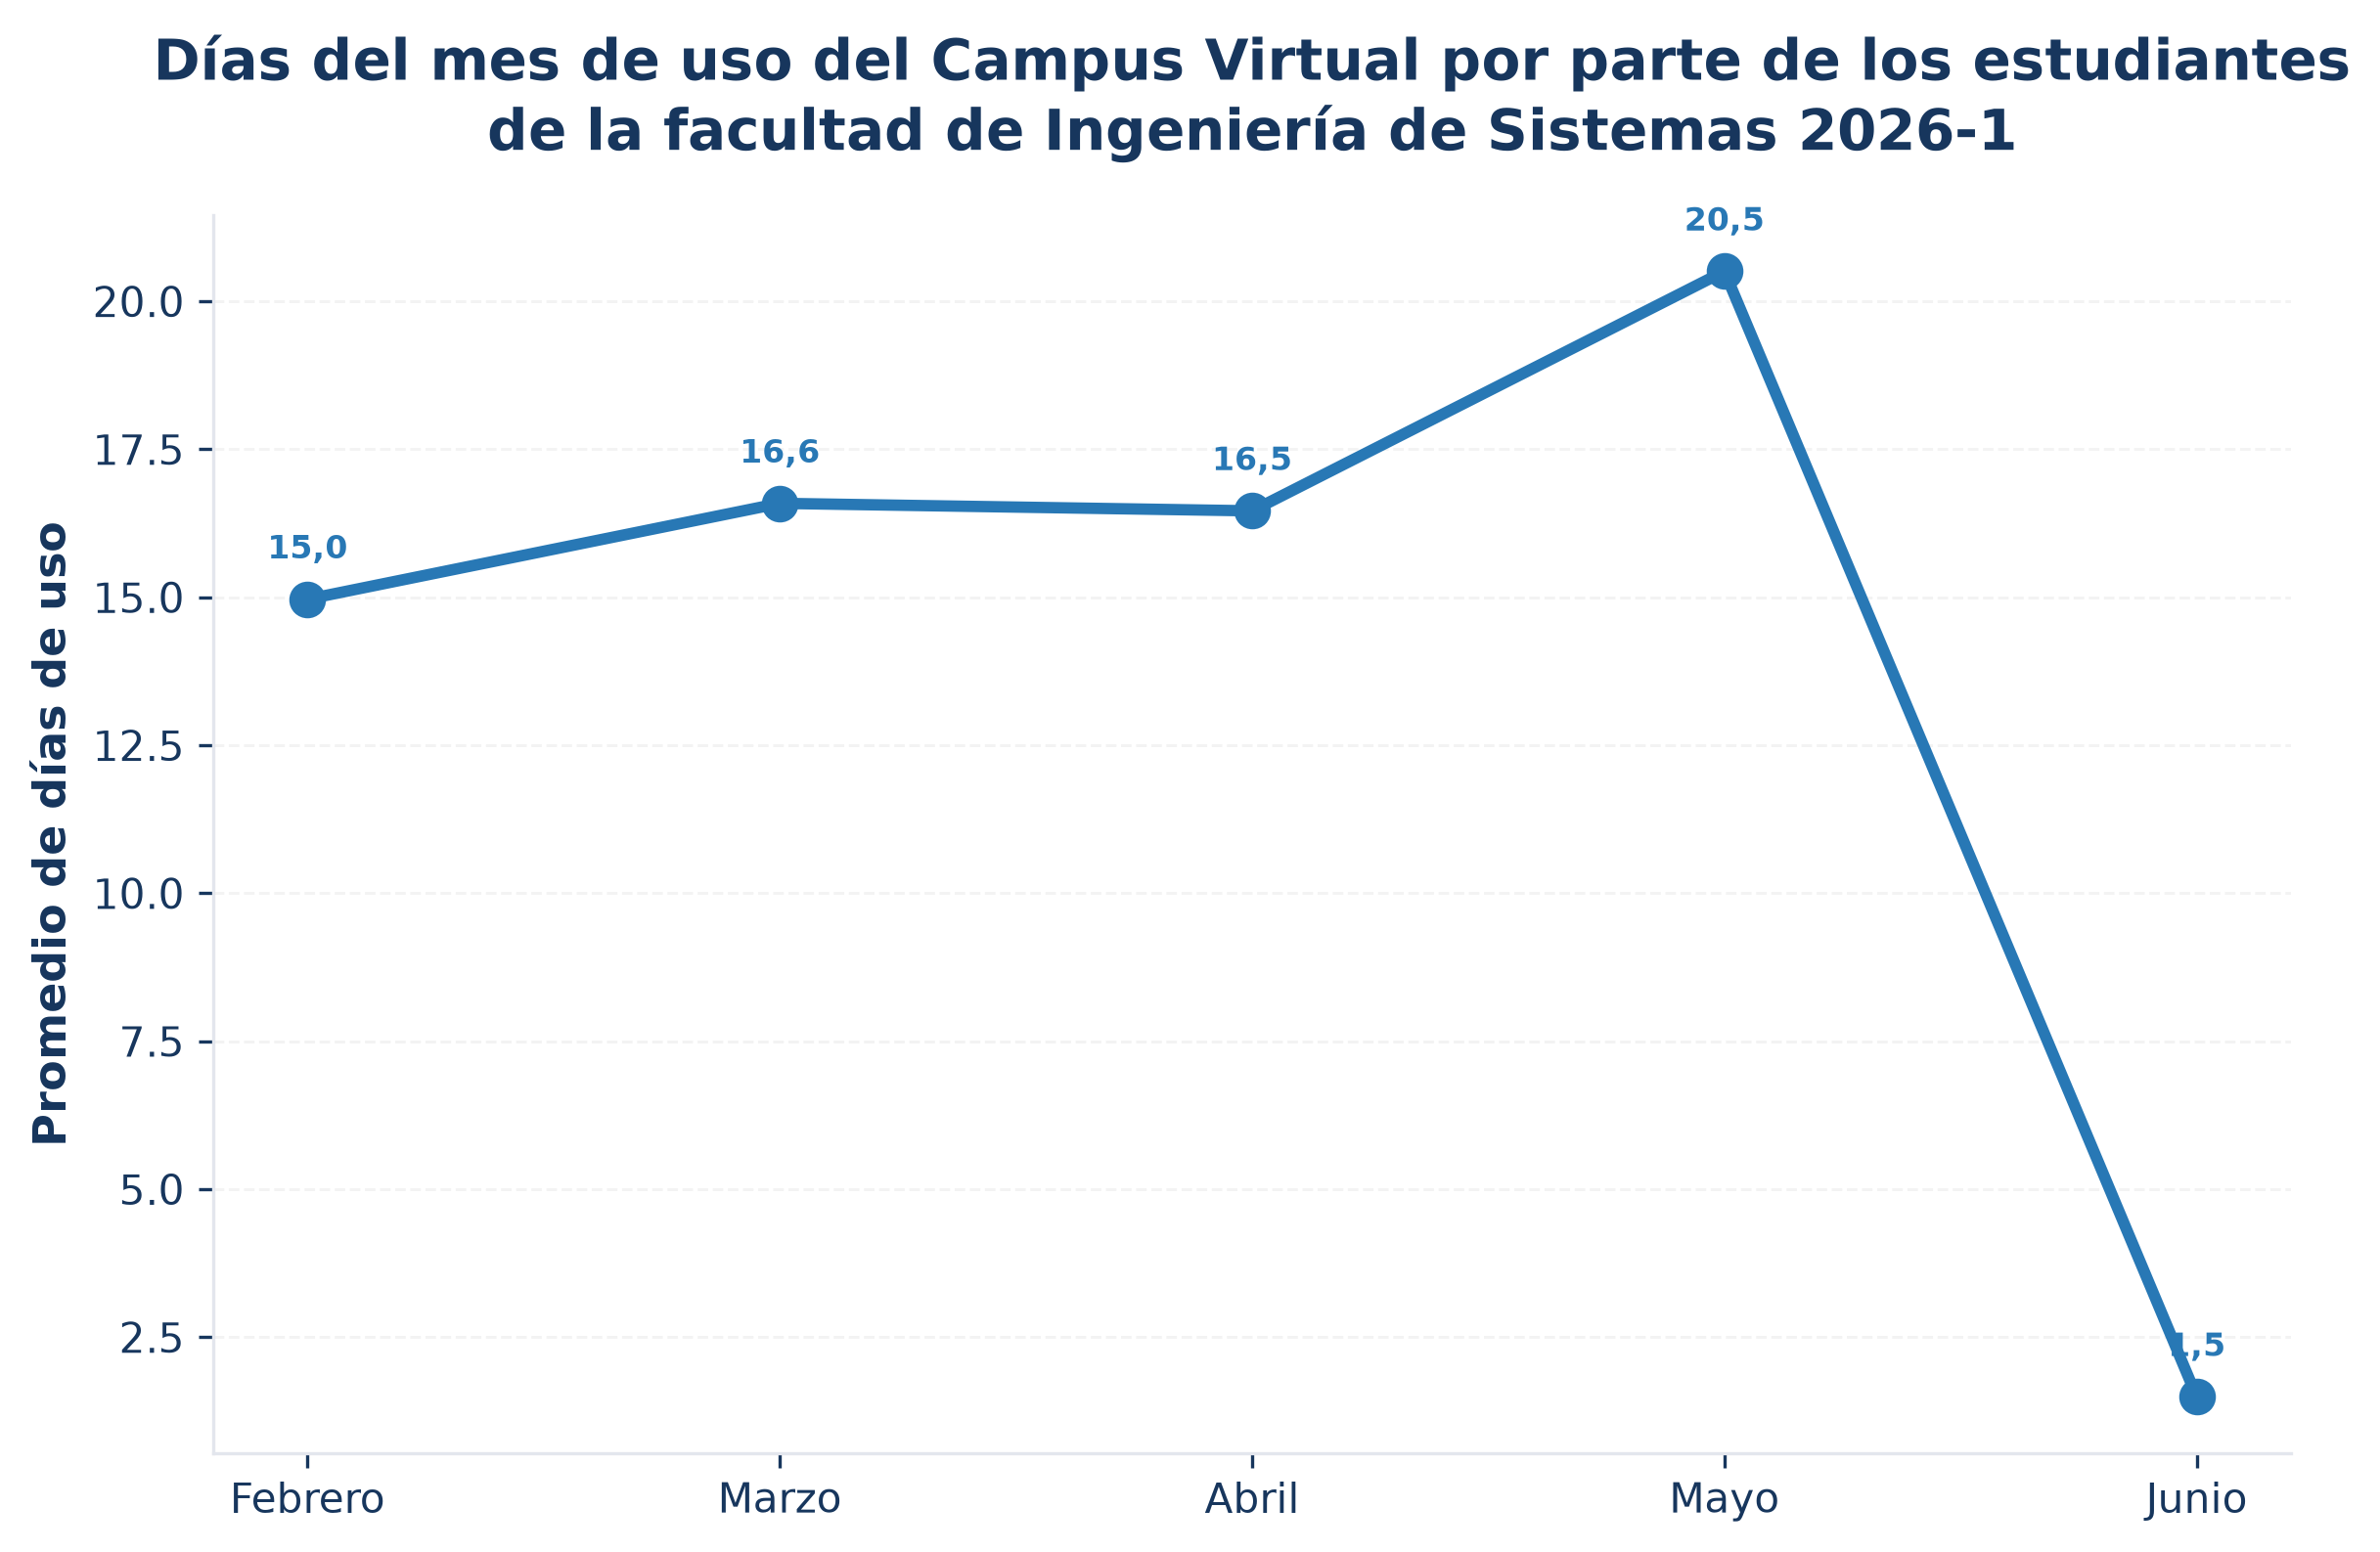 Días del mes de uso del Campus Virtual por parte de los estudiantes
de la facultad de Ingeniería de Sistemas 2026-1
Promedio de días de uso
20.0
17.5
15.0
12.5
10.0
7.5
5.0
2.5
15,0
16,6
16,5
20,5
1,5
Febrero
Marzo
Abril
Mayo
Junio